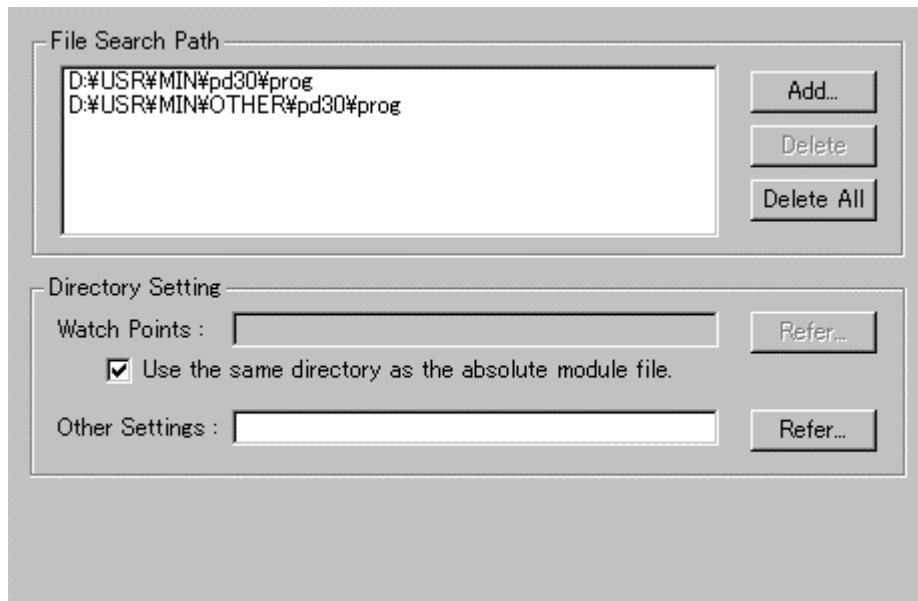 File Search Path
D:¥USR¥MIN¥pd30¥prog
D:¥USR¥MIN¥OTHER¥pd30¥prog
Add...
Delete
Delete All
Directory Setting
Watch Points :
Refer...
Use the same directory as the absolute module file.
Other Settings :
Refer...